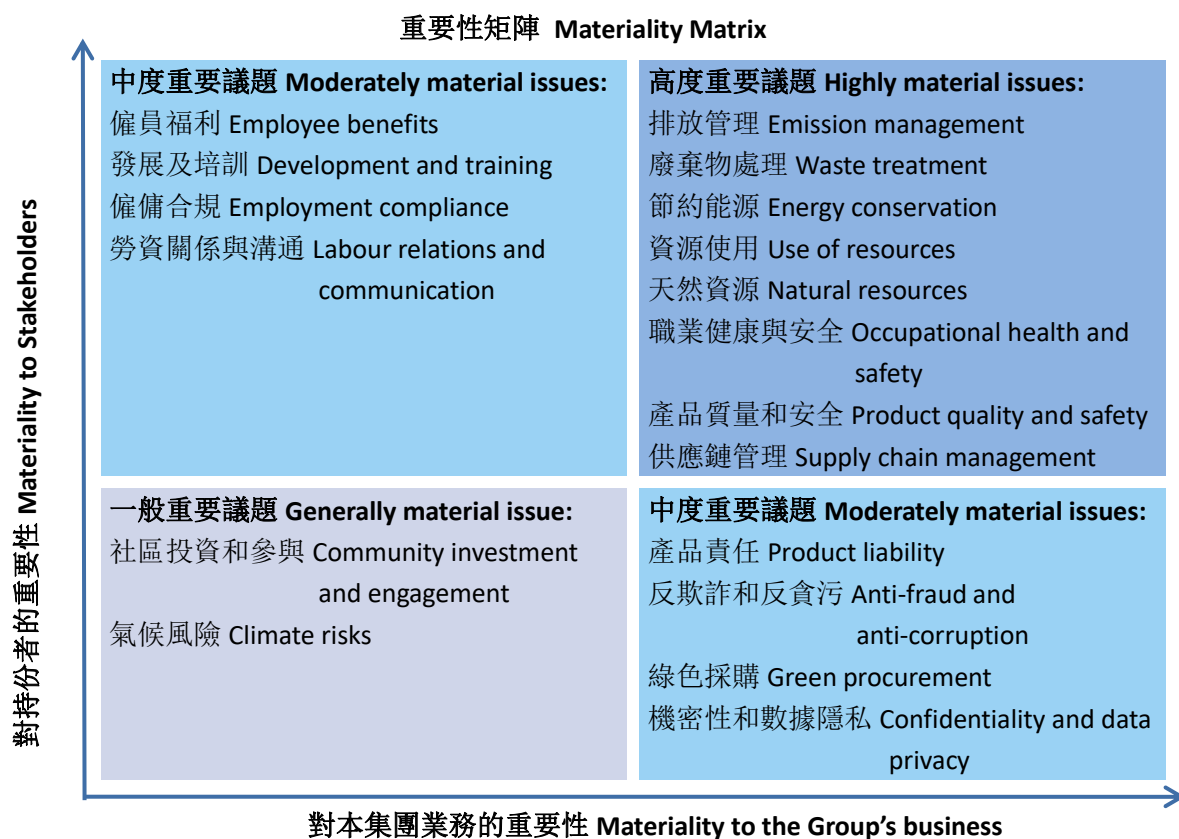 重要性矩陣 Materiality Matrix
對持份者的重要性 Materiality to Stakeholders
中度重要議題 Moderately material issues:
僱員福利 Employee benefits
發展及培訓 Development and training
僱傭合規 Employment compliance
勞資關係與溝通 Labour relations and
communication
高度重要議題 Highly material issues:
排放管理 Emission management
廢棄物處理 Waste treatment
節約能源 Energy conservation
資源使用 Use of resources
天然資源 Natural resources
職業健康與安全 Occupational health and
safety
產品質量和安全 Product quality and safety
供應鏈管理 Supply chain management
一般重要議題 Generally material issue:
社區投資和參與 Community investment
and engagement
氣候風險 Climate risks
中度重要議題 Moderately material issues:
產品責任 Product liability
反欺詐和反貪污 Anti-fraud and
anti-corruption
綠色採購 Green procurement
機密性和數據隱私 Confidentiality and data
privacy
對本集團業務的重要性 Materiality to the Group's business